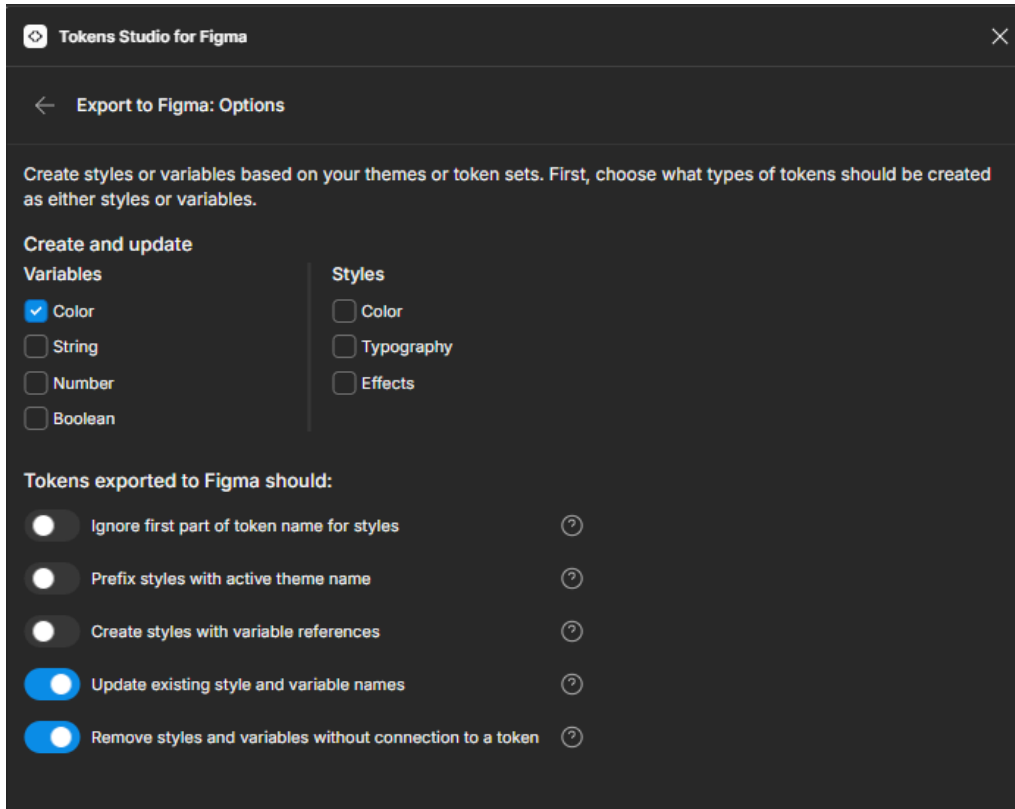 Tokens Studio for Figma
Export to Figma: Options
Create styles or variables based on your themes or token sets. First, choose what types of tokens should be created
as either styles or variables.
Create and update
Variables
Color
String
Number
Boolean
Styles
Color
Typography
Effects
Tokens exported to Figma should:
Ignore first part of token name for styles
Prefix styles with active theme name
Create styles with variable references
Update existing style and variable names
Remove styles and variables without connection to a token